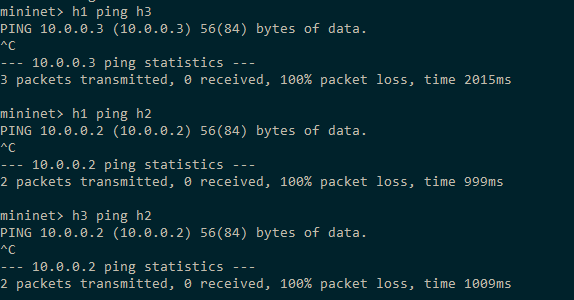 mininet> h1 ping h3
PING 10.0.0.3 (10.0.0.3) 56(84) bytes of data.
^C
--- 10.0.0.3 ping statistics ---
3 packets transmitted, 0 received, 100% packet loss, time 2015ms
mininet> h1 ping h2
PING 10.0.0.2 (10.0.0.2) 56(84) bytes of data.
^C
--- 10.0.0.2 ping statistics ---
2 packets transmitted, 0 received, 100% packet loss, time 999ms
mininet> h3 ping h2
PING 10.0.0.2 (10.0.0.2) 56(84) bytes of data.
^C
--- 10.0.0.2 ping statistics ---
2 packets transmitted, 0 received, 100% packet loss, time 1009ms